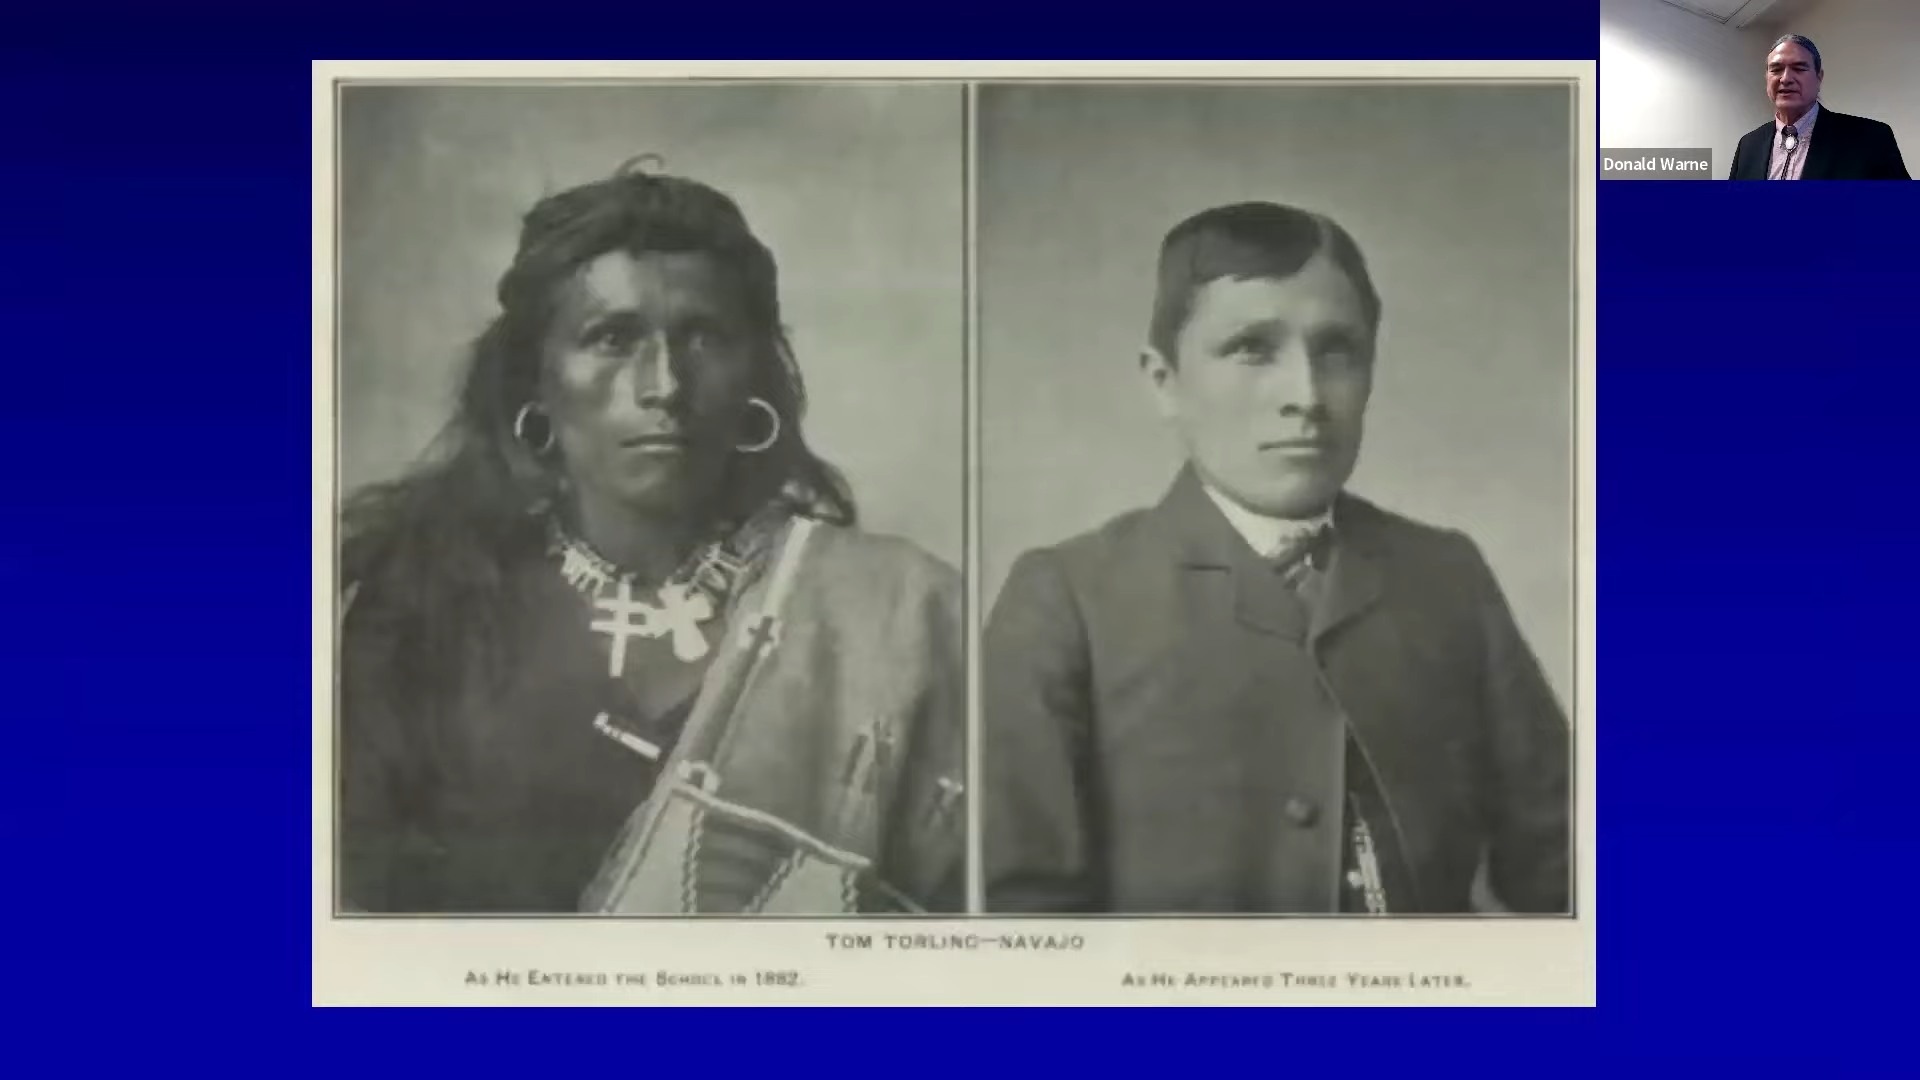 Donald Warne
TOM TORLINO—NAVAJO
AS HE ENTERED THE SCHOOL IN 1882.
AS HE APPEARED THREE YEARS LATER.